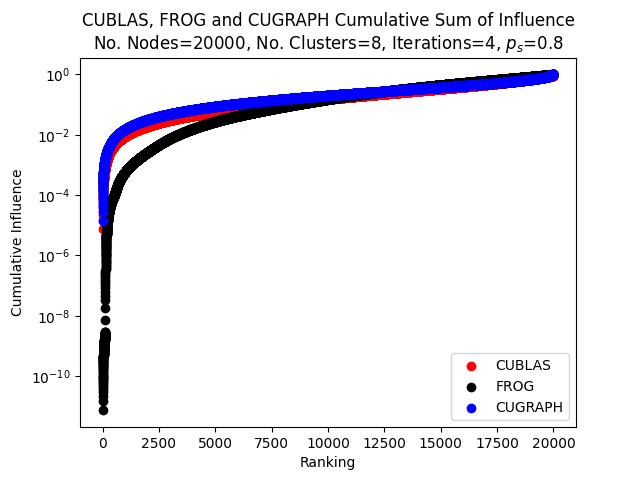 CUBLAS, FROG and CUGRAPH Cumulative Sum of Influence
No. Nodes=20000, No. Clusters=8, Iterations=4, $p_s$=0.8
10⁰
10⁻²
10⁻⁴
10⁻⁶
10⁻⁸
10⁻¹⁰
Cumulative Influence
CUBLAS
FROG
CUGRAPH
0 2500 5000 7500 10000 12500 15000 17500 20000
Ranking